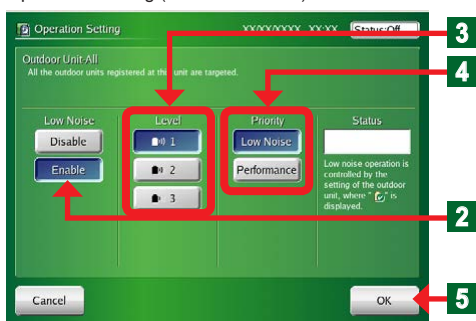 Operation Setting
XX/XX/XXXX XX:XX
Status:Off
3
4
Outdoor Unit-All
All the outdoor units registered at this unit are targeted.
Low Noise
Level
Priority
Status
Disable
1
Low Noise
Enable
2
Performance
Low noise operation is
controlled by the
setting of the outdoor
unit, where " " is
displayed.
3
2
Cancel
OK
5